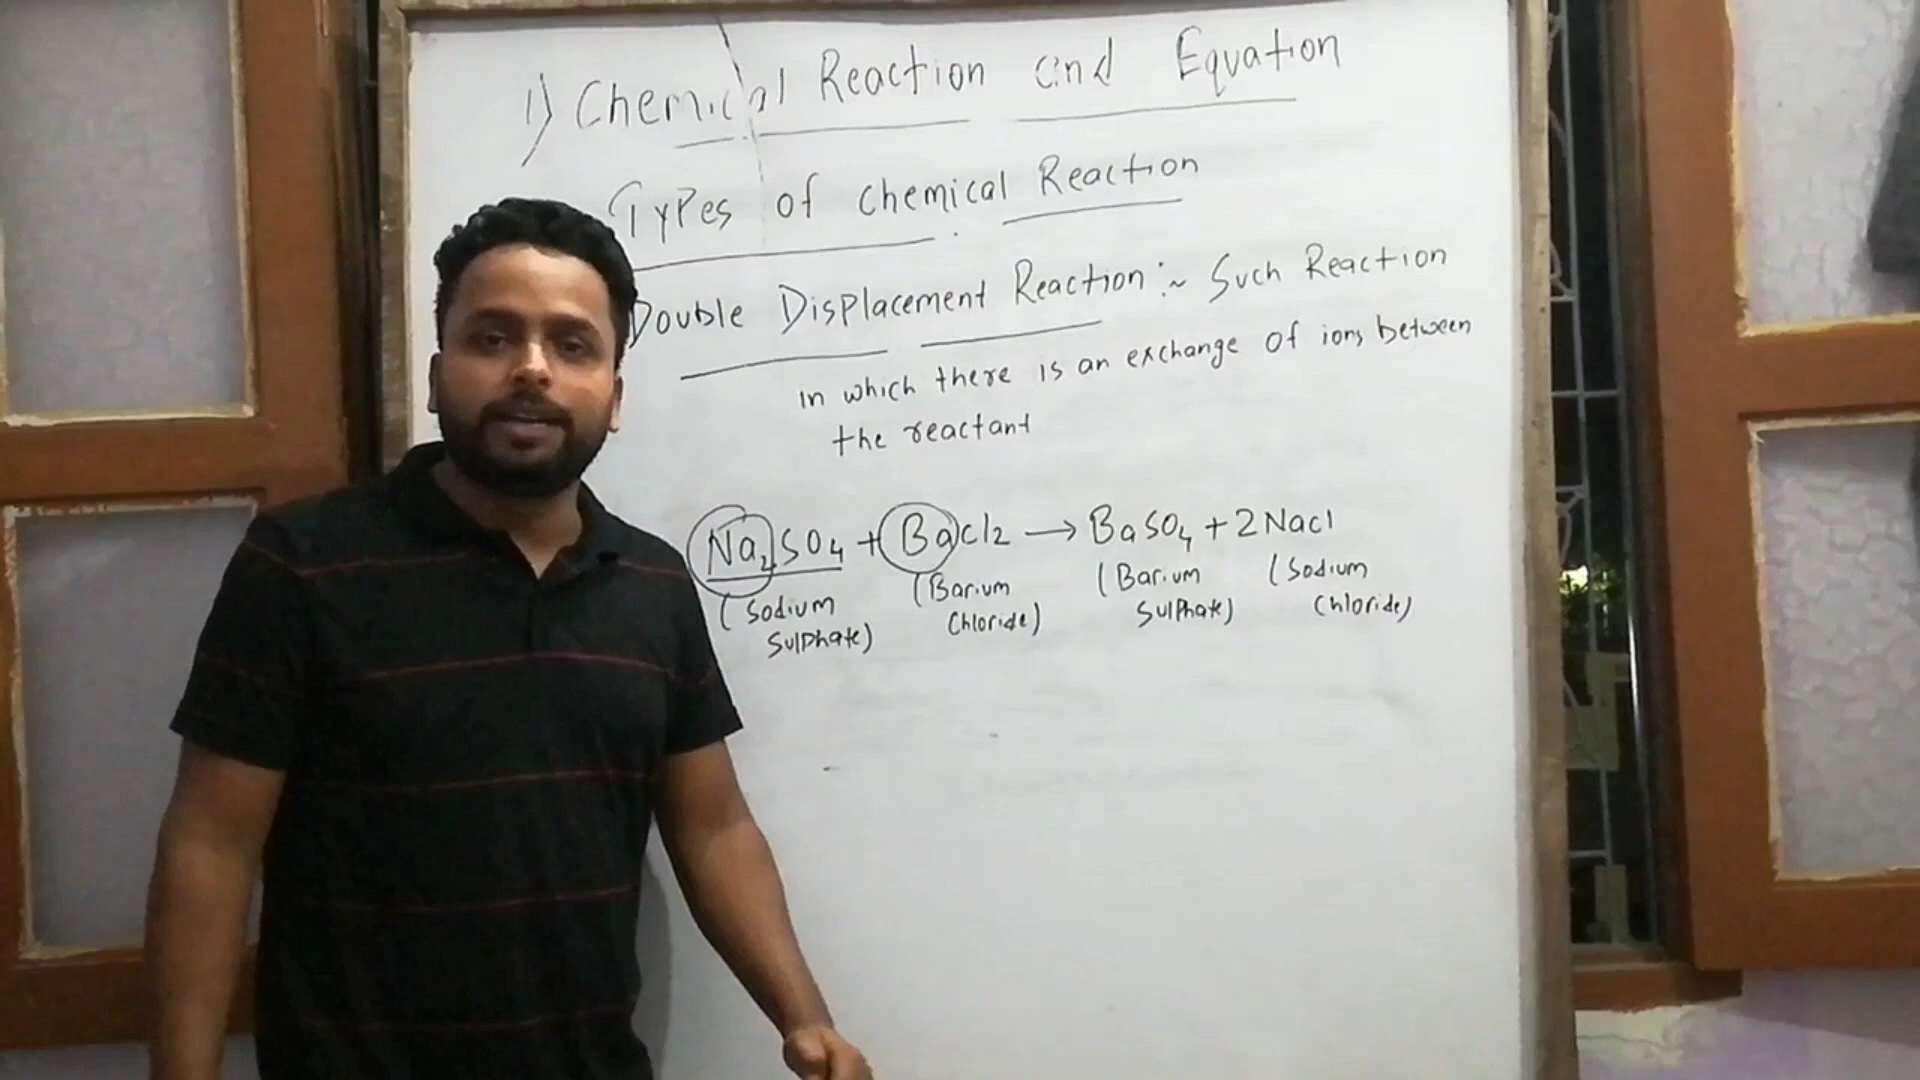 1) Chemical Reaction and Equation
Types of chemical Reaction
Double Displacement Reaction :~ Such Reaction
in which there is an exchange of ions between
the reactant
Na2SO4 + BaCl2 → BaSO4 + 2NaCl
(Sodium Sulphate) (Barium Chloride) (Barium Sulphate) (Sodium Chloride)